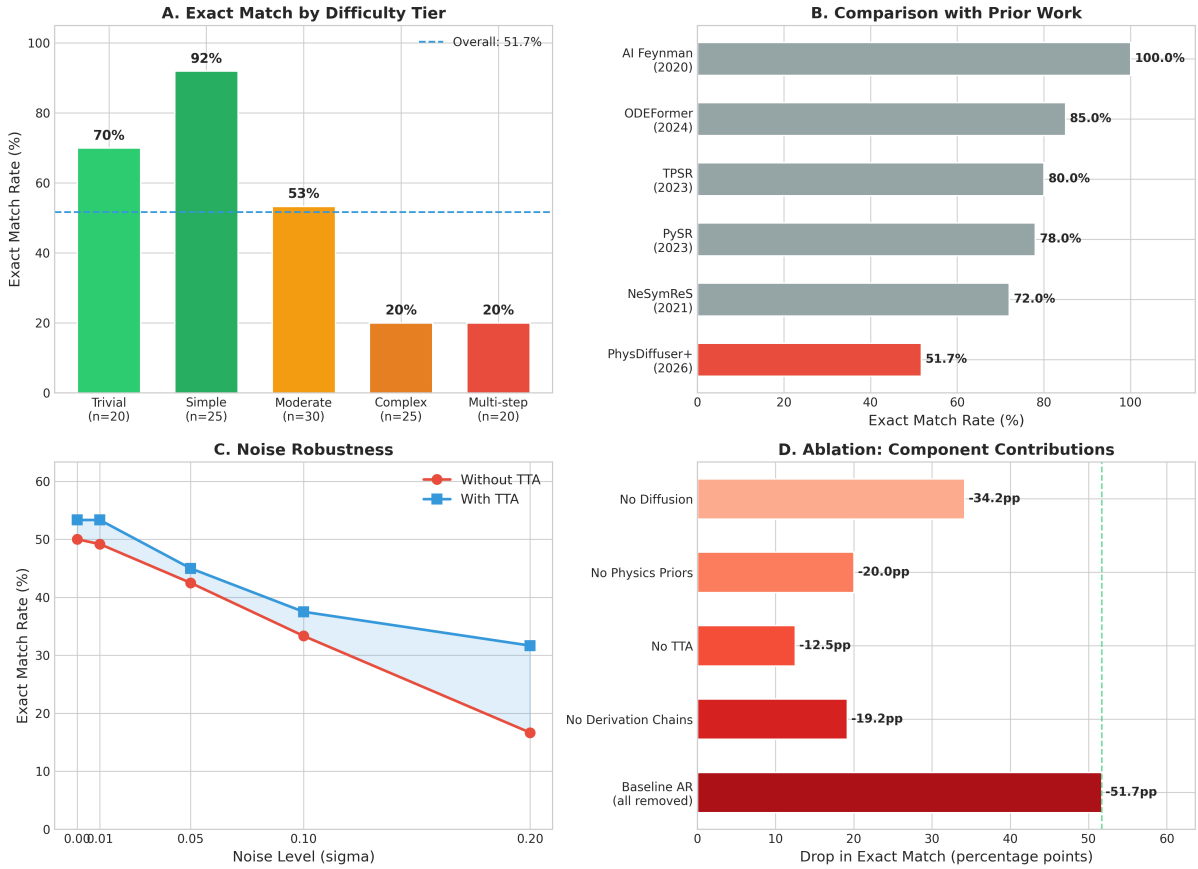 A. Exact Match by Difficulty Tier
Exact Match Rate (%)
100
80
60
40
20
0
Overall: 51.7%
70%
92%
53%
20%
20%
Trivial
(n=20)
Simple
(n=25)
Moderate
(n=30)
Complex
(n=25)
Multi-step
(n=20)
B. Comparison with Prior Work
AI Feynman
(2020)
100.0%
ODEFormer
(2024)
85.0%
TPSR
(2023)
80.0%
PySR
(2023)
78.0%
NeSymReS
(2021)
72.0%
PhysDiffuser+
(2026)
51.7%
0
20
40
60
80
100
Exact Match Rate (%)
C. Noise Robustness
Exact Match Rate (%)
60
50
40
30
20
10
0
Without TTA
With TTA
0.00
0.01
0.05
0.10
0.20
Noise Level (sigma)
D. Ablation: Component Contributions
No Diffusion
-34.2pp
No Physics Priors
-20.0pp
No TTA
-12.5pp
No Derivation Chains
-19.2pp
Baseline AR
(all removed)
-51.7pp
0
10
20
30
40
50
60
Drop in Exact Match (percentage points)